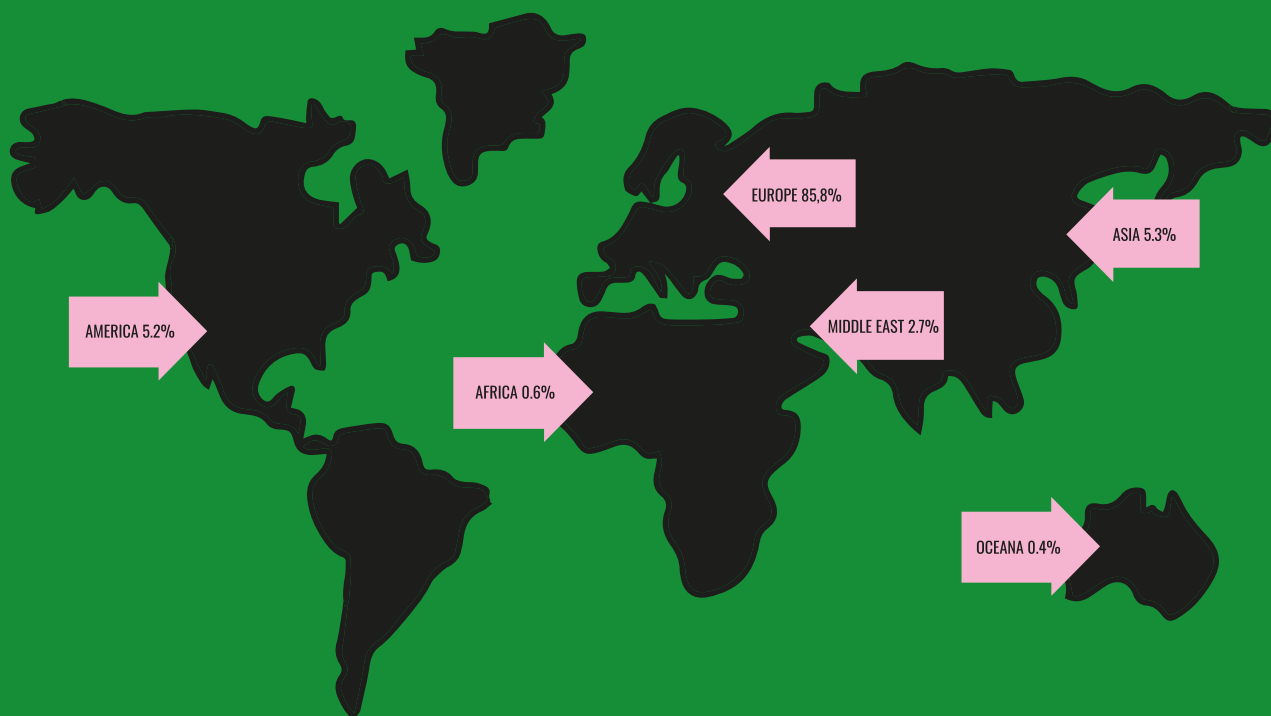 EUROPE 85,8%
ASIA 5.3%
AMERICA 5.2%
MIDDLE EAST 2.7%
AFRICA 0.6%
OCEANA 0.4%